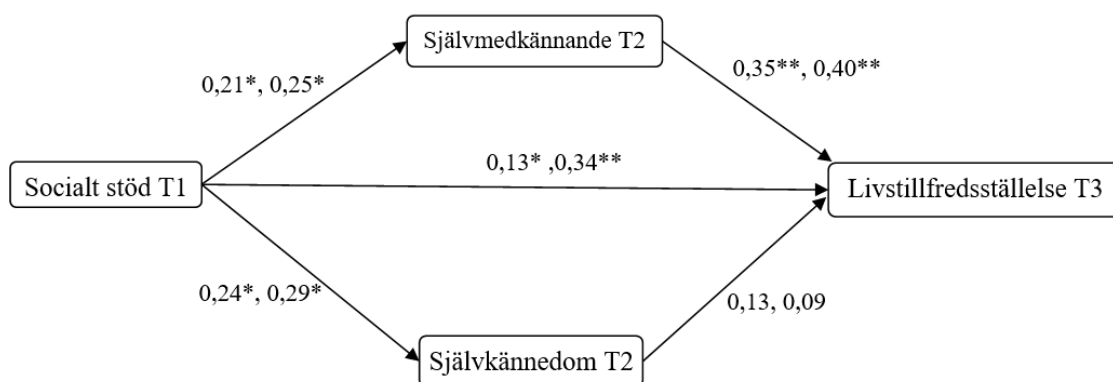 Självmedkännande T2
0,21*, 0,25*
0,35**, 0,40**
0,13* ,0,34**
Socialt stöd T1
Livstillfredsställelse T3
0,24*, 0,29*
0,13, 0,09
Självkännedom T2